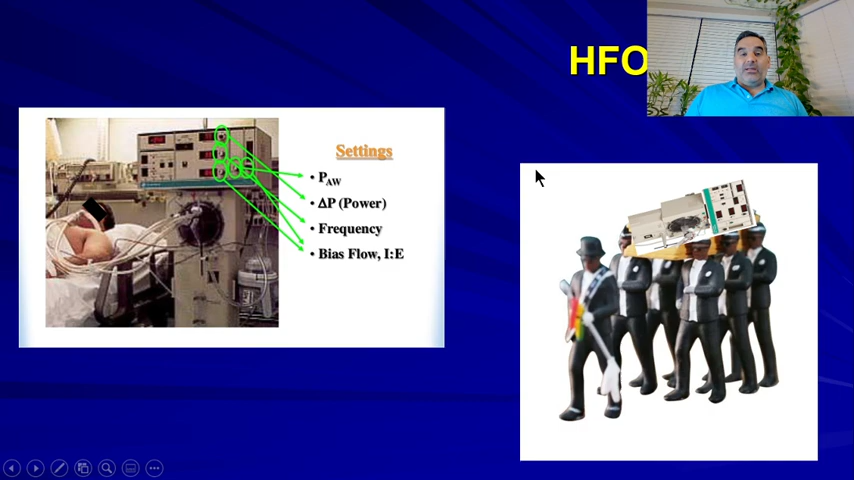 HFO
Settings
• PAW
• ΔP (Power)
• Frequency
• Bias Flow, I:E